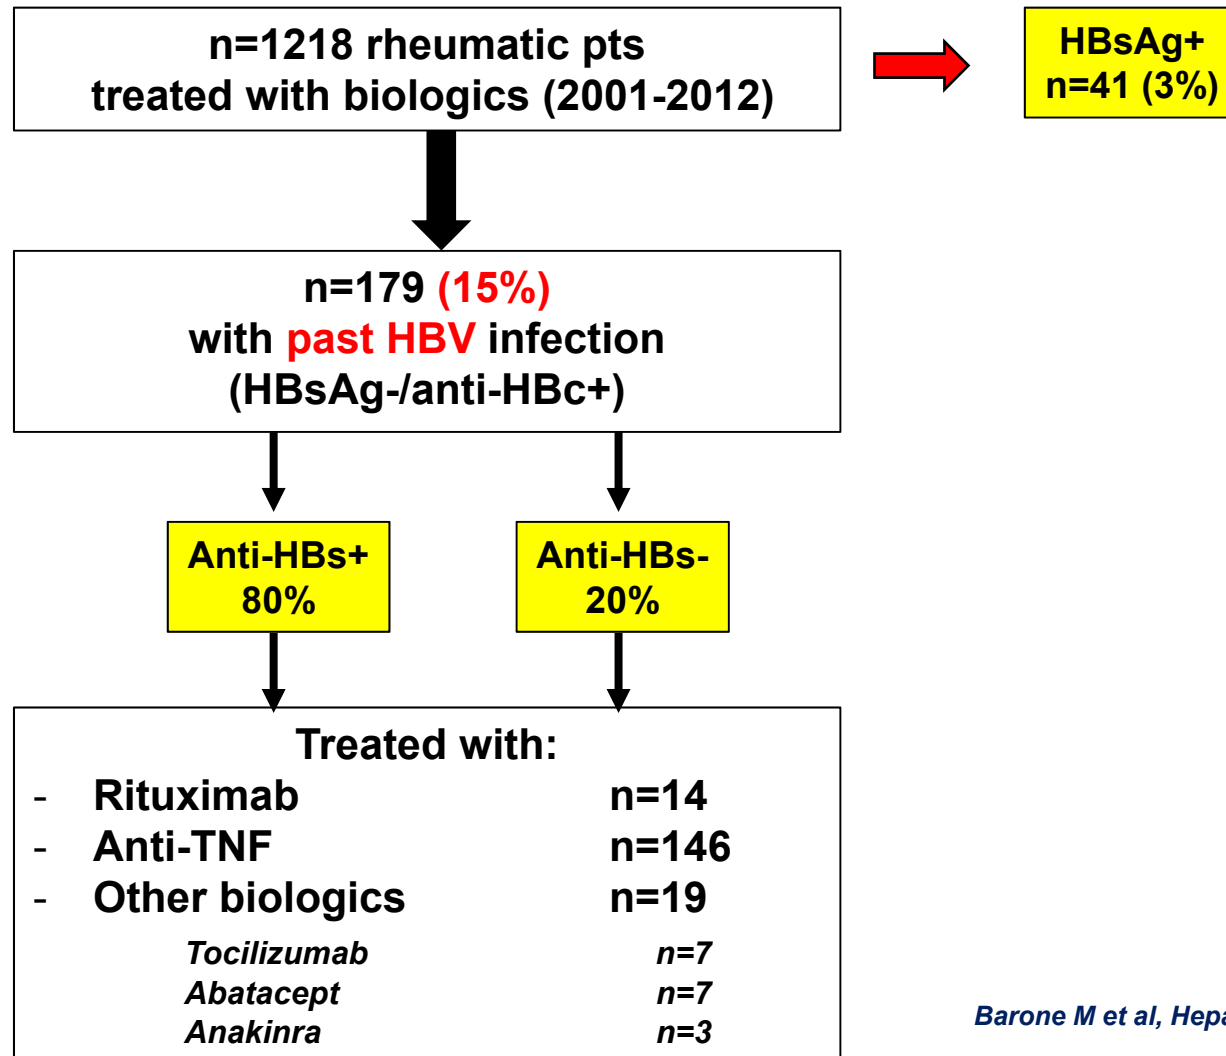 n=1218 rheumatic pts
treated with biologics (2001-2012)
HBsAg+
n=41 (3%)
n=179 (15%)
with past HBV infection
(HBsAg-/anti-HBc+)
Anti-HBs+
80%
Anti-HBs-
20%
Treated with:
- Rituximab n=14
- Anti-TNF n=146
- Other biologics n=19
Tocilizumab n=7
Abatacept n=7
Anakinra n=3
Barone M et al, Hepa